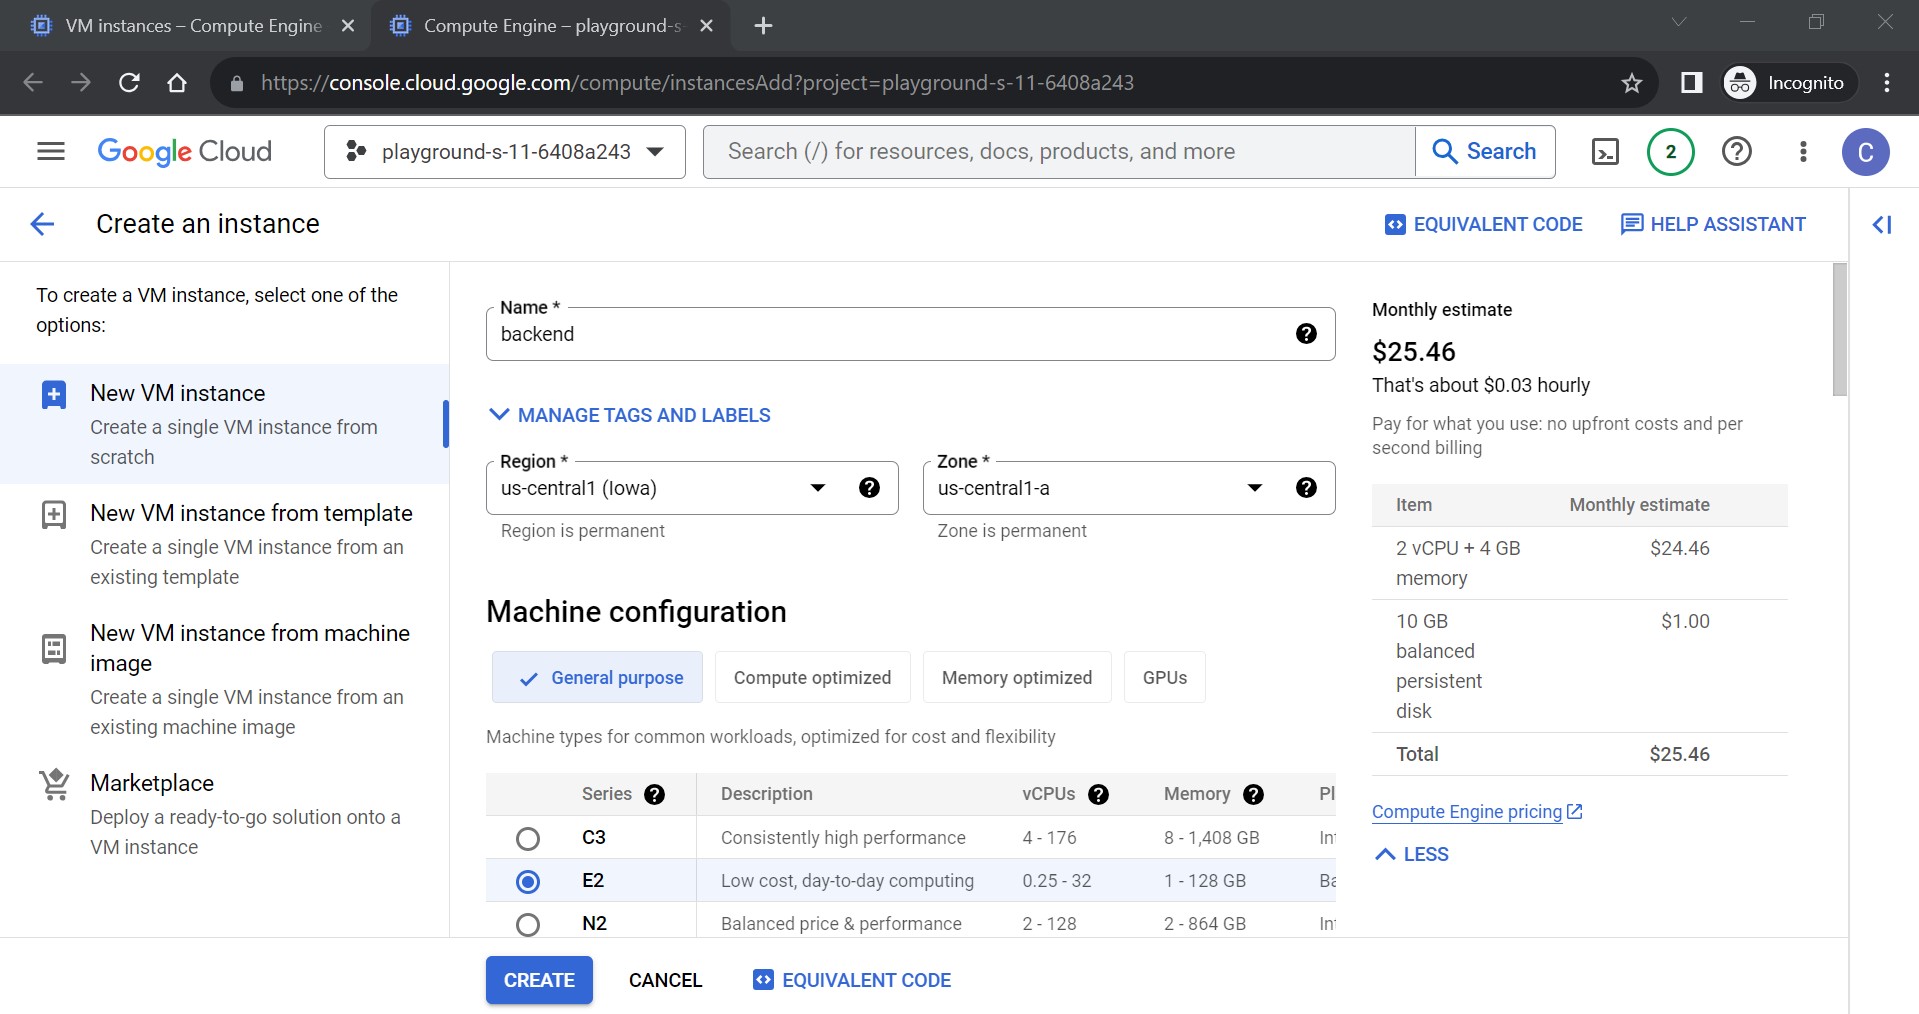 VM instances – Compute Engine
Compute Engine – playground-s-
https://console.cloud.google.com/compute/instancesAdd?project=playground-s-11-6408a243
Incognito
Google Cloud
playground-s-11-6408a243
Search (/) for resources, docs, products, and more
Search
2
C
Create an instance
EQUIVALENT CODE
HELP ASSISTANT
To create a VM instance, select one of the
options:
New VM instance
Create a single VM instance from
scratch
New VM instance from template
Create a single VM instance from an
existing template
New VM instance from machine
image
Create a single VM instance from an
existing machine image
Marketplace
Deploy a ready-to-go solution onto a
VM instance
Name *
backend
MANAGE TAGS AND LABELS
Region *
us-central1 (Iowa)
Region is permanent
Zone *
us-central1-a
Zone is permanent
Machine configuration
General purpose
Compute optimized
Memory optimized
GPUs
Machine types for common workloads, optimized for cost and flexibility
Series Description vCPUs Memory Pl
C3 Consistently high performance 4 - 176 8 - 1,408 GB In
E2 Low cost, day-to-day computing 0.25 - 32 1 - 128 GB Ba
N2 Balanced price & performance 2 - 128 2 - 864 GB In
Monthly estimate
$25.46
That's about $0.03 hourly
Pay for what you use: no upfront costs and per
second billing
Item Monthly estimate
2 vCPU + 4 GB $24.46
memory
10 GB $1.00
balanced
persistent
disk
Total $25.46
Compute Engine pricing
LESS
CREATE
CANCEL
EQUIVALENT CODE